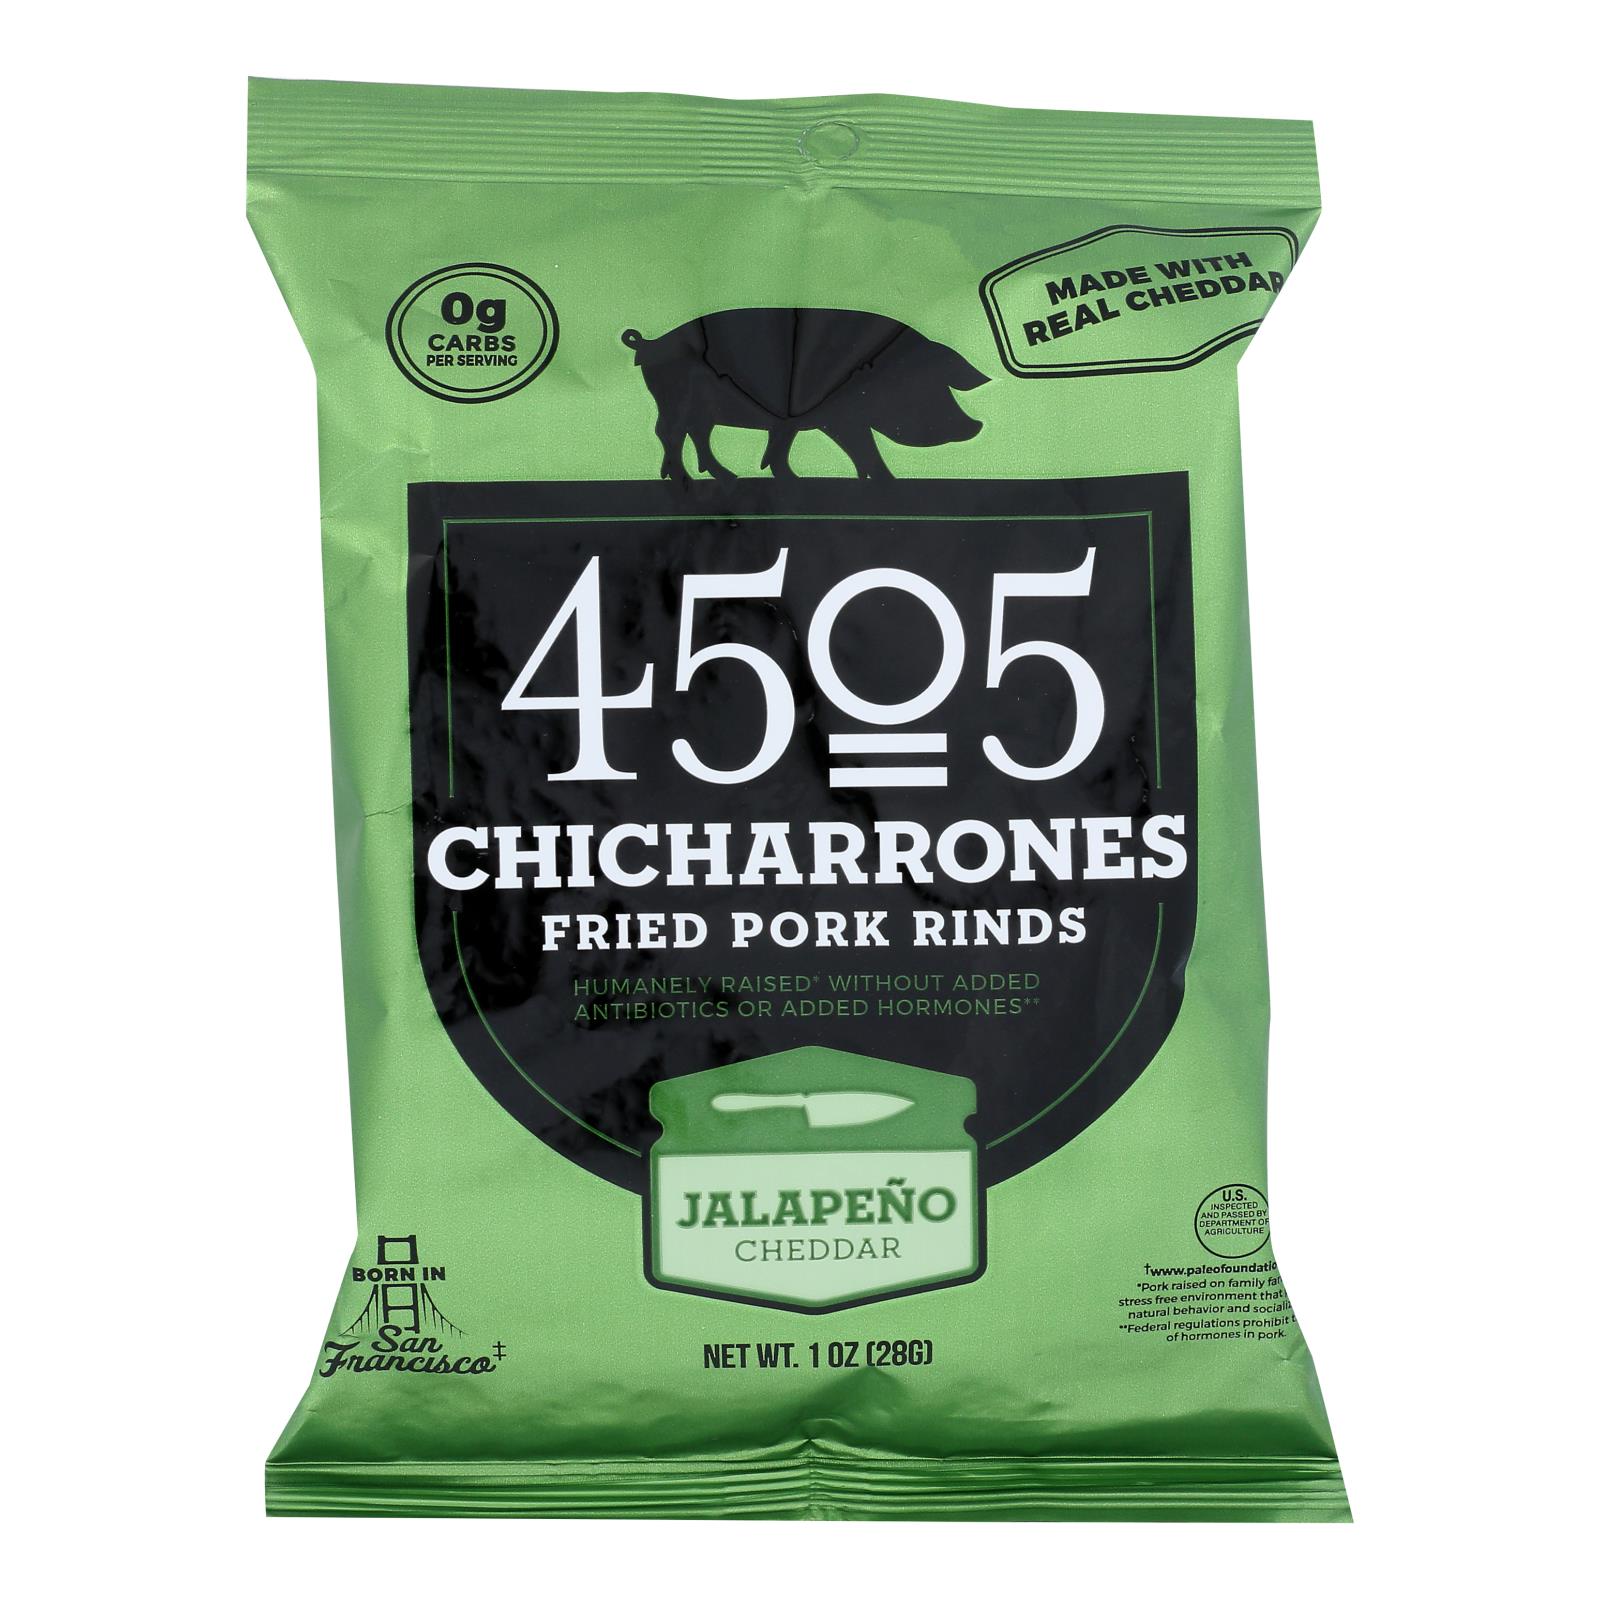 0g
CARBS
PER SERVING
MADE WITH
REAL CHEDDAR
4505
CHICHARRONES
FRIED PORK RINDS
HUMANELY RAISED* WITHOUT ADDED
ANTIBIOTICS OR ADDED HORMONES**
JALAPEÑO
CHEDDAR
BORN IN
San
Francisco‡
NET WT. 1 OZ (28G)
U.S.
INSPECTED
AND PASSED BY
DEPARTMENT OF
AGRICULTURE
*Pork raised on family
stress free environment that
natural behavior and
**Federal regulations prohibit
of hormones in pork.